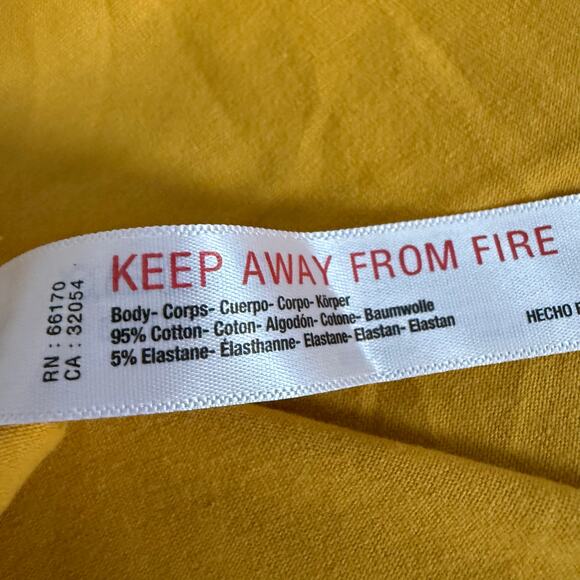 KEEP AWAY FROM FIRE
Body- Corps- Cuerpo- Corpo- Körper
95% Cotton- Coton- Algodón- Cotone- Baumwolle
5% Elastane- Élasthanne- Elastane- Elastan- Elastan
RN : 66170
CA : 32054
HECHO